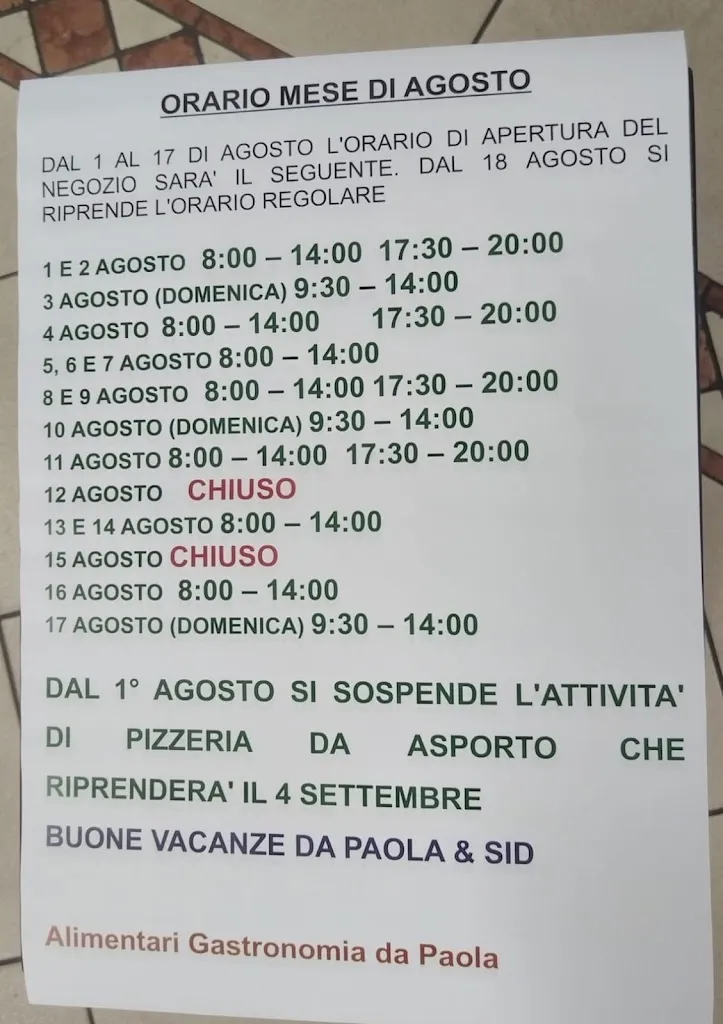 ORARIO MESE DI AGOSTO
DAL 1 AL 17 DI AGOSTO L'ORARIO DI APERTURA DEL
NEGOZIO SARA' IL SEGUENTE. DAL 18 AGOSTO SI
RIPRENDE L'ORARIO REGOLARE
1 E 2 AGOSTO 8:00 – 14:00 17:30 – 20:00
3 AGOSTO (DOMENICA) 9:30 – 14:00
4 AGOSTO 8:00 – 14:00 17:30 – 20:00
5, 6 E 7 AGOSTO 8:00 – 14:00
8 E 9 AGOSTO 8:00 – 14:00 17:30 – 20:00
10 AGOSTO (DOMENICA) 9:30 – 14:00
11 AGOSTO 8:00 – 14:00 17:30 – 20:00
12 AGOSTO CHIUSO
13 E 14 AGOSTO 8:00 – 14:00
15 AGOSTO CHIUSO
16 AGOSTO 8:00 – 14:00
17 AGOSTO (DOMENICA) 9:30 – 14:00
DAL 1° AGOSTO SI SOSPENDE L'ATTIVITA'
DI PIZZERIA DA ASPORTO CHE
RIPRENDERA' IL 4 SETTEMBRE
BUONE VACANZE DA PAOLA & SID
Alimentari Gastronomia da Paola